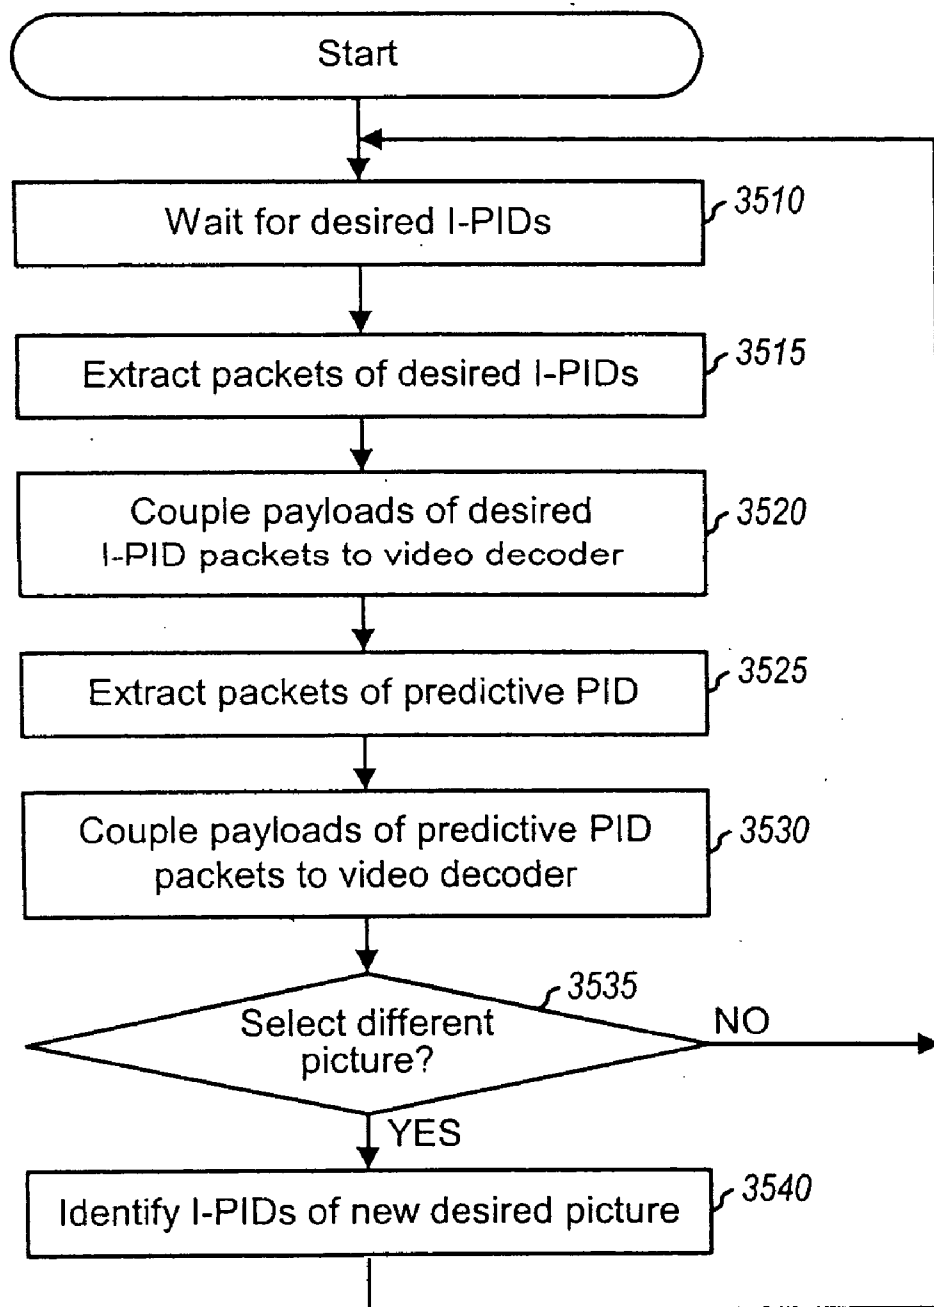 Start
Wait for desired I-PIDs
3510
Extract packets of desired I-PIDs
3515
Couple payloads of desired
I-PID packets to video decoder
3520
Extract packets of predictive PID
3525
Couple payloads of predictive PID
packets to video decoder
3530
3535
Select different
picture?
NO
YES
Identify I-PIDs of new desired picture
3540